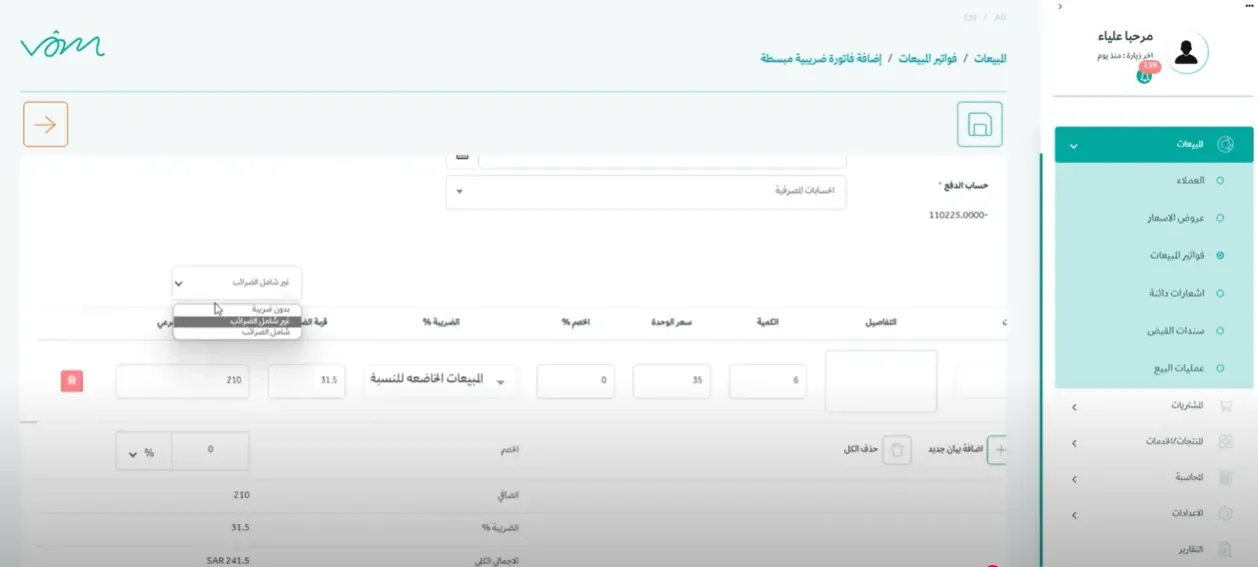 EN / AR
vôm
المبيعات / فواتير المبيعات / إضافة فاتورة ضريبية مبسطة
مرحبا علياء
اخر زيارة : منذ يوم
139
المبيعات
العملاء
عروض الاسعار
فواتير المبيعات
اشعارات دائنة
سندات القبض
عمليات البيع
المشتريات
المنتجات/الخدمات
المحاسبة
الاعدادات
التقارير
حساب الدفع *
الحسابات المصرفية
110225.0000-
غير شامل الضرائب
بدون ضريبة
غير شامل الضرائب
شامل الضرائب
التفاصيل الكمية سعر الوحدة الخصم % الضريبة %
6 35 0 المبيعات الخاضعه للنسبة 31.5 210
+ اضافة بيان جديد حذف الكل
الخصم 0 %
الصافي 210
الضريبة % 31.5
الاجمالي الكلي SAR 241.5